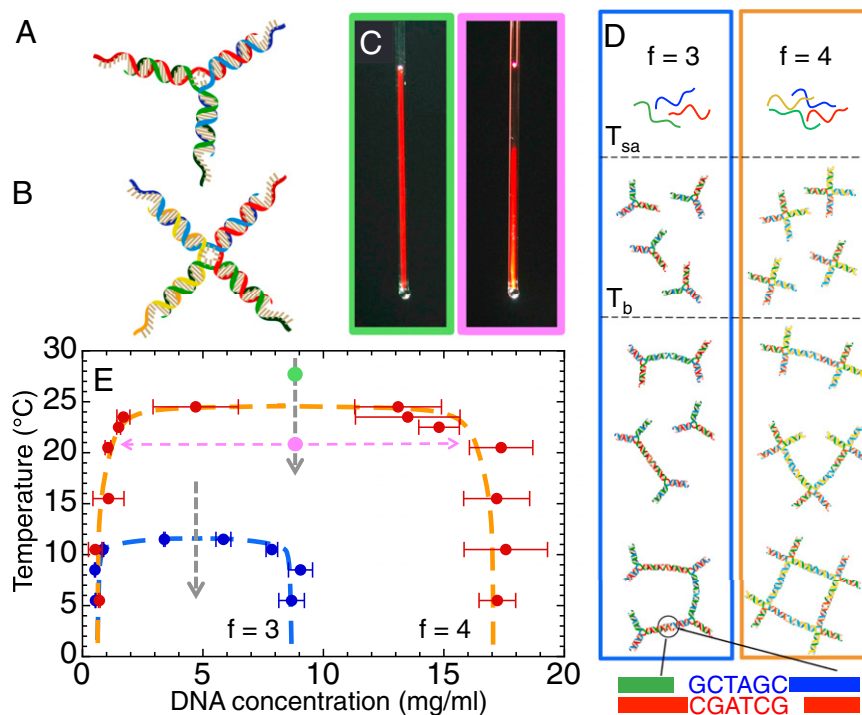 A
B
C
D
f = 3
f = 4
T_sa
T_b
E
Temperature (°C)
30
25
20
15
10
5
0
f = 3
f = 4
0
5
10
15
20
DNA concentration (mg/ml)
GCTAGC
CGATCG